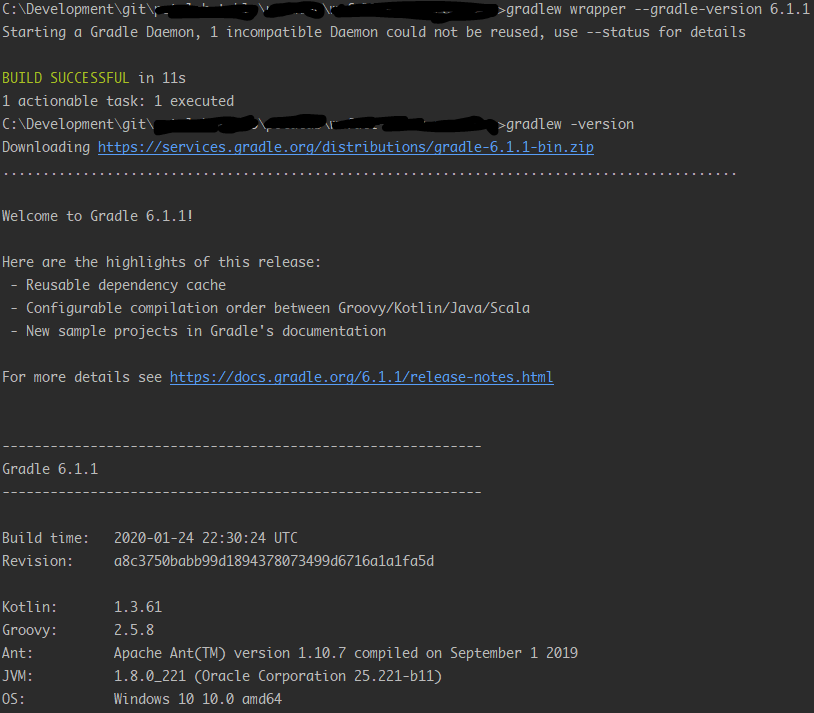 C:\Development\git\ >gradlew wrapper --gradle-version 6.1.1
Starting a Gradle Daemon, 1 incompatible Daemon could not be reused, use --status for details
BUILD SUCCESSFUL in 11s
1 actionable task: 1 executed
C:\Development\git\ >gradlew -version
Downloading https://services.gradle.org/distributions/gradle-6.1.1-bin.zip
............................................................................................
Welcome to Gradle 6.1.1!
Here are the highlights of this release:
- Reusable dependency cache
- Configurable compilation order between Groovy/Kotlin/Java/Scala
- New sample projects in Gradle's documentation
For more details see https://docs.gradle.org/6.1.1/release-notes.html
------------------------------------------------------------
Gradle 6.1.1
------------------------------------------------------------
Build time: 2020-01-24 22:30:24 UTC
Revision: a8c3750babb99d1894378073499d6716a1a1fa5d
Kotlin: 1.3.61
Groovy: 2.5.8
Ant: Apache Ant(TM) version 1.10.7 compiled on September 1 2019
JVM: 1.8.0_221 (Oracle Corporation 25.221-b11)
OS: Windows 10 10.0 amd64